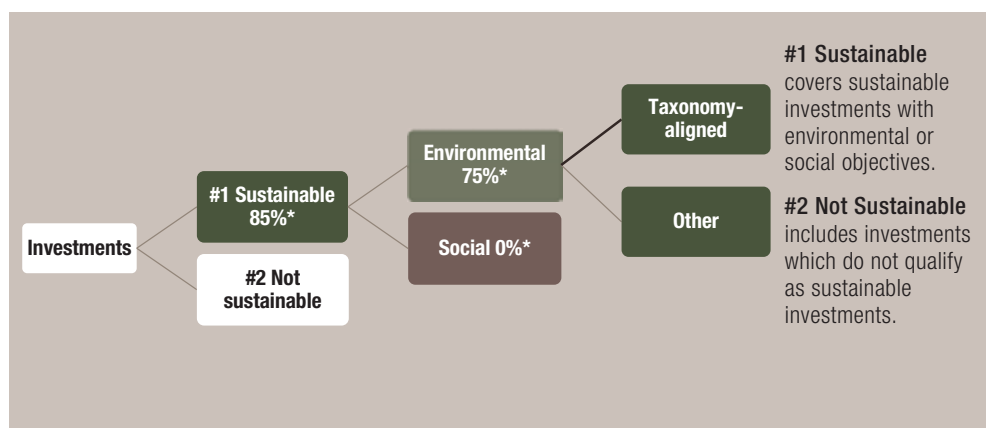 Investments
#1 Sustainable
85%*
#2 Not
sustainable
Environmental
75%*
Social 0%*
Taxonomy-
aligned
Other
#1 Sustainable
covers sustainable
investments with
environmental or
social objectives.
#2 Not Sustainable
includes investments
which do not qualify
as sustainable
investments.